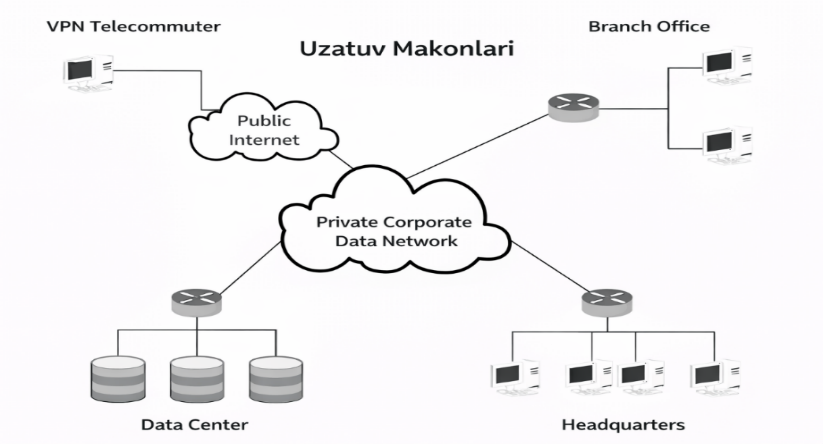 VPN Telecommuter
Branch Office
Uzatuv Makonlari
Public
Internet
Private Corporate
Data Network
Data Center
Headquarters